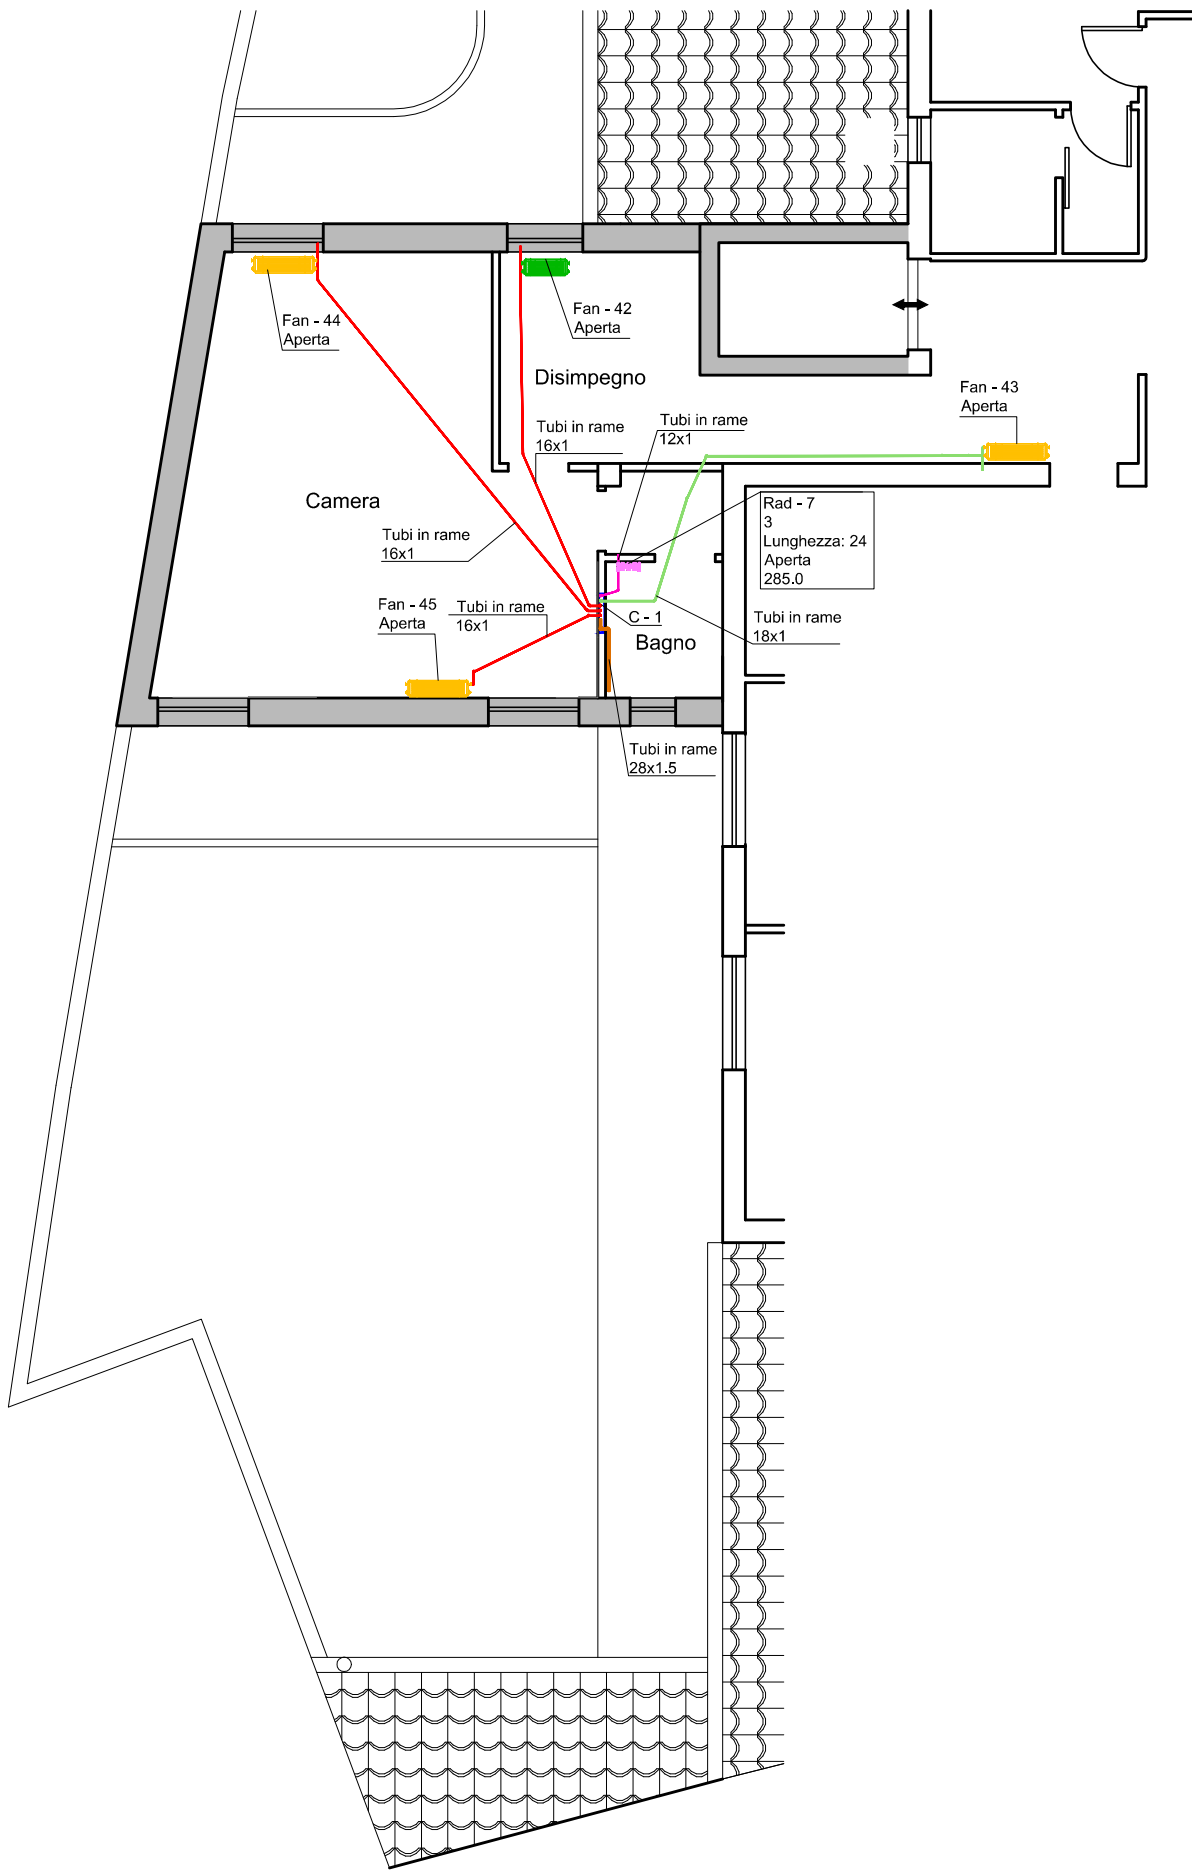 Fan - 44
Aperta
Fan - 42
Aperta
Disimpegno
Fan - 43
Aperta
Tubi in rame
16x1
Tubi in rame
12x1
Camera
Rad - 7
3
Lunghezza: 24
Aperta
285.0
Tubi in rame
16x1
Fan - 45
Aperta
Tubi in rame
16x1
C - 1
Bagno
Tubi in rame
18x1
Tubi in rame
28x1.5